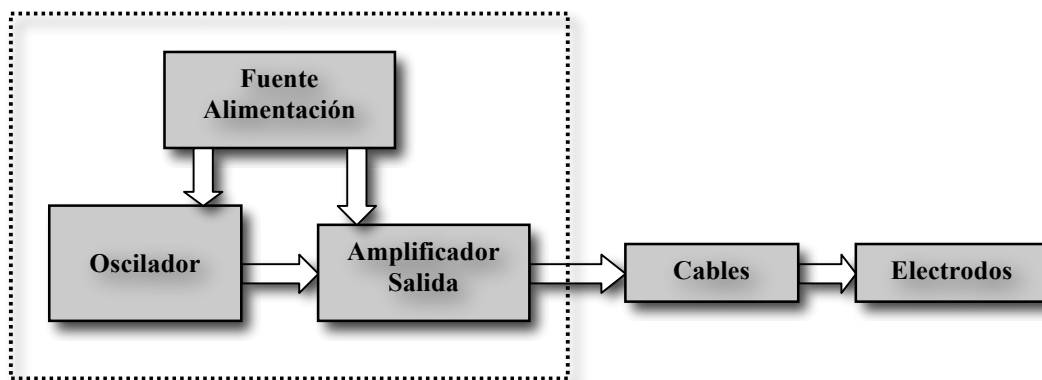 Fuente
Alimentación
Oscilador
Amplificador
Salida
Cables
Electrodos